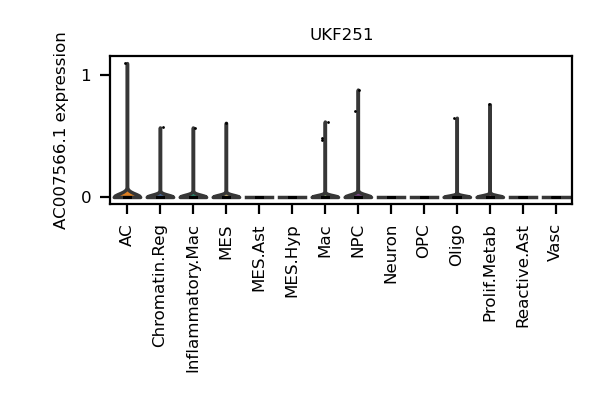 UKF251
AC007566.1 expression
1
0
AC
Chromatin.Reg
Inflammatory.Mac
MES
MES.Ast
MES.Hyp
Mac
NPC
Neuron
OPC
Oligo
Prolif.Metab
Reactive.Ast
Vasc